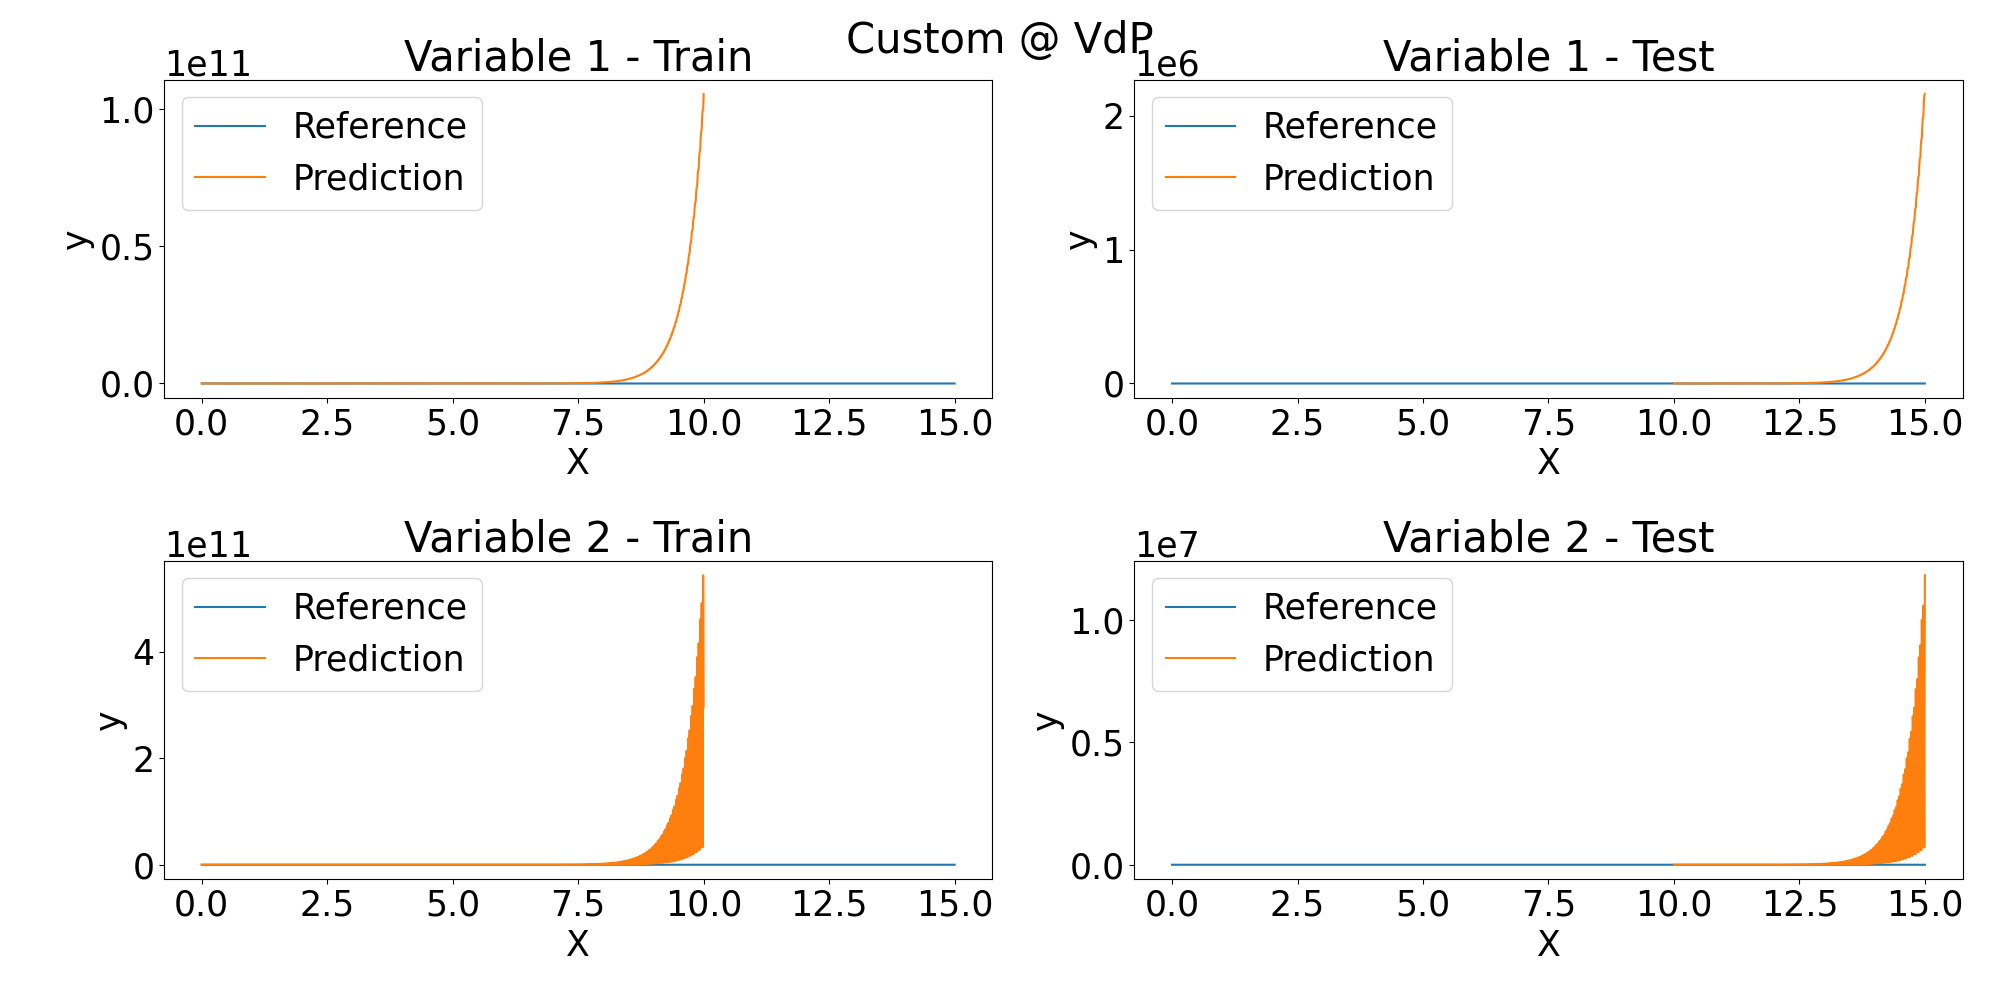 Custom @ VdP
Variable 1 - Train
1e11
Reference
Prediction
y
1.0
0.5
0.0
0.0 2.5 5.0 7.5 10.0 12.5 15.0
X
Variable 1 - Test
1e6
Reference
Prediction
y
2
1
0
0.0 2.5 5.0 7.5 10.0 12.5 15.0
X
Variable 2 - Train
1e11
Reference
Prediction
y
4
2
0
0.0 2.5 5.0 7.5 10.0 12.5 15.0
X
Variable 2 - Test
1e7
Reference
Prediction
y
1.0
0.5
0.0
0.0 2.5 5.0 7.5 10.0 12.5 15.0
X